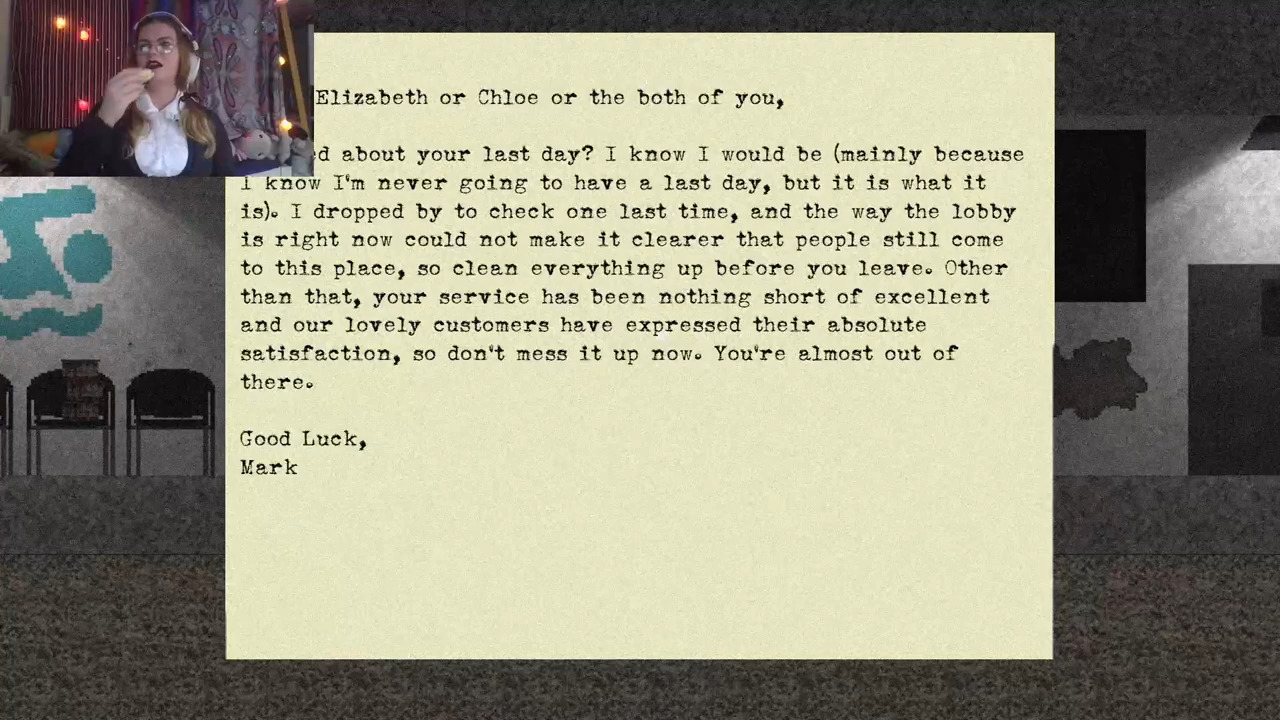 Elizabeth or Chloe or the both of you,
about your last day? I know I would be (mainly because
I know I'm never going to have a last day, but it is what it
is). I dropped by to check one last time, and the way the lobby
is right now could not make it clearer that people still come
to this place, so clean everything up before you leave. Other
than that, your service has been nothing short of excellent
and our lovely customers have expressed their absolute
satisfaction, so don't mess it up now. You're almost out of
there.
Good Luck,
Mark